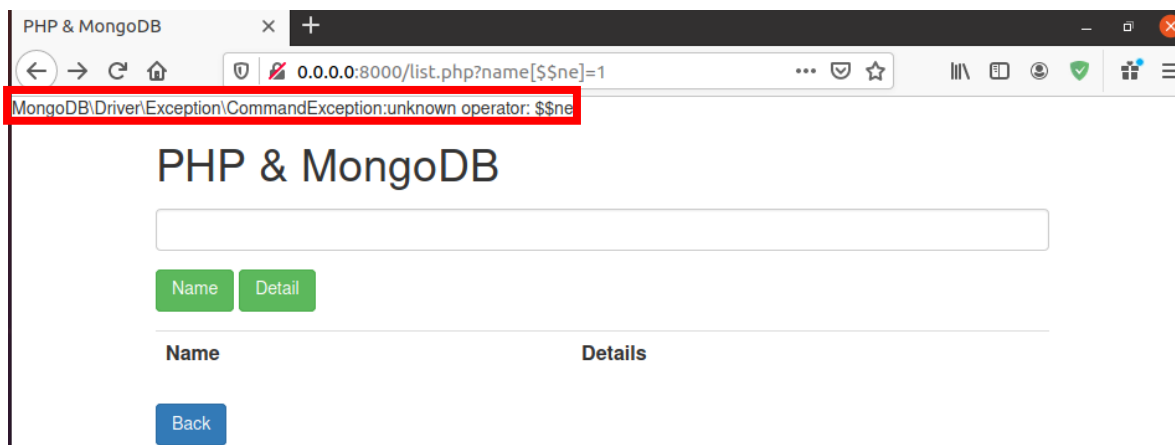 PHP & MongoDB
0.0.0.0:8000/list.php?name[$$ne]=1
MongoDB\Driver\Exception\CommandException:unknown operator: $$ne
PHP & MongoDB
Name Detail
Name Details
Back